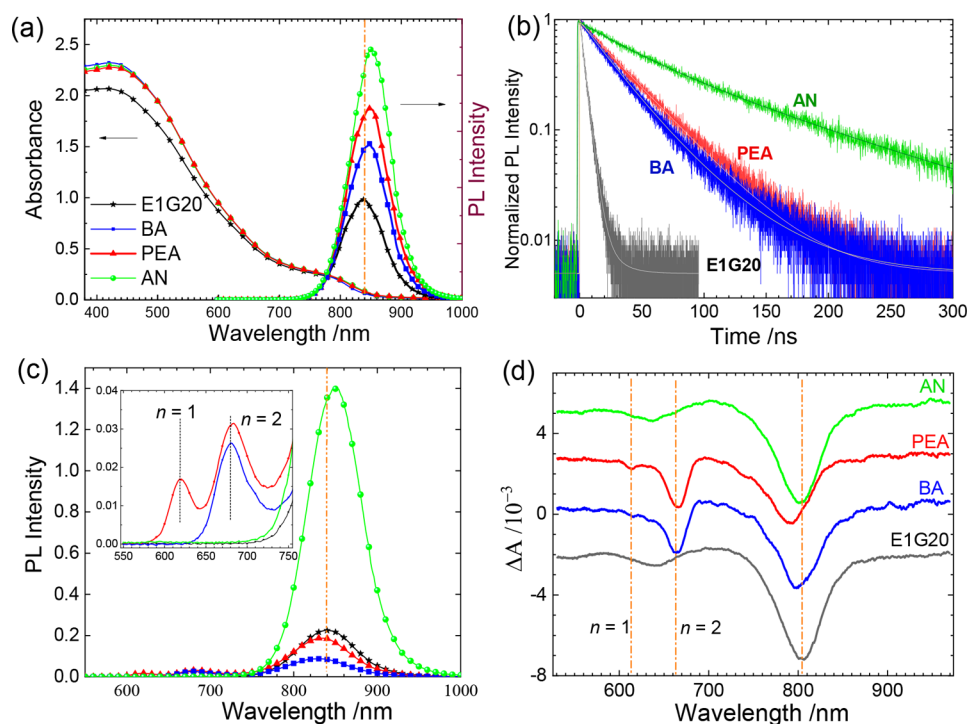 (a)
Absorbance
2.5
2.0
1.5
1.0
0.5
0.0
E1G20
BA
PEA
AN
PL Intensity
400 500 600 700 800 900 1000
Wavelength /nm
(b)
Normalized PL Intensity
1
0.1
0.01
AN
PEA
BA
E1G20
0 50 100 150 200 250 300
Time /ns
(c)
PL Intensity
1.4
1.2
1.0
0.8
0.6
0.4
0.2
0.0
0.04
0.03
0.02
0.01
0.00
n = 1
n = 2
550 600 650 700 750
600 700 800 900 1000
Wavelength /nm
(d)
ΔA /10⁻³
4
0
-4
-8
AN
PEA
BA
E1G20
n = 1
n = 2
600 700 800 900
Wavelength /nm